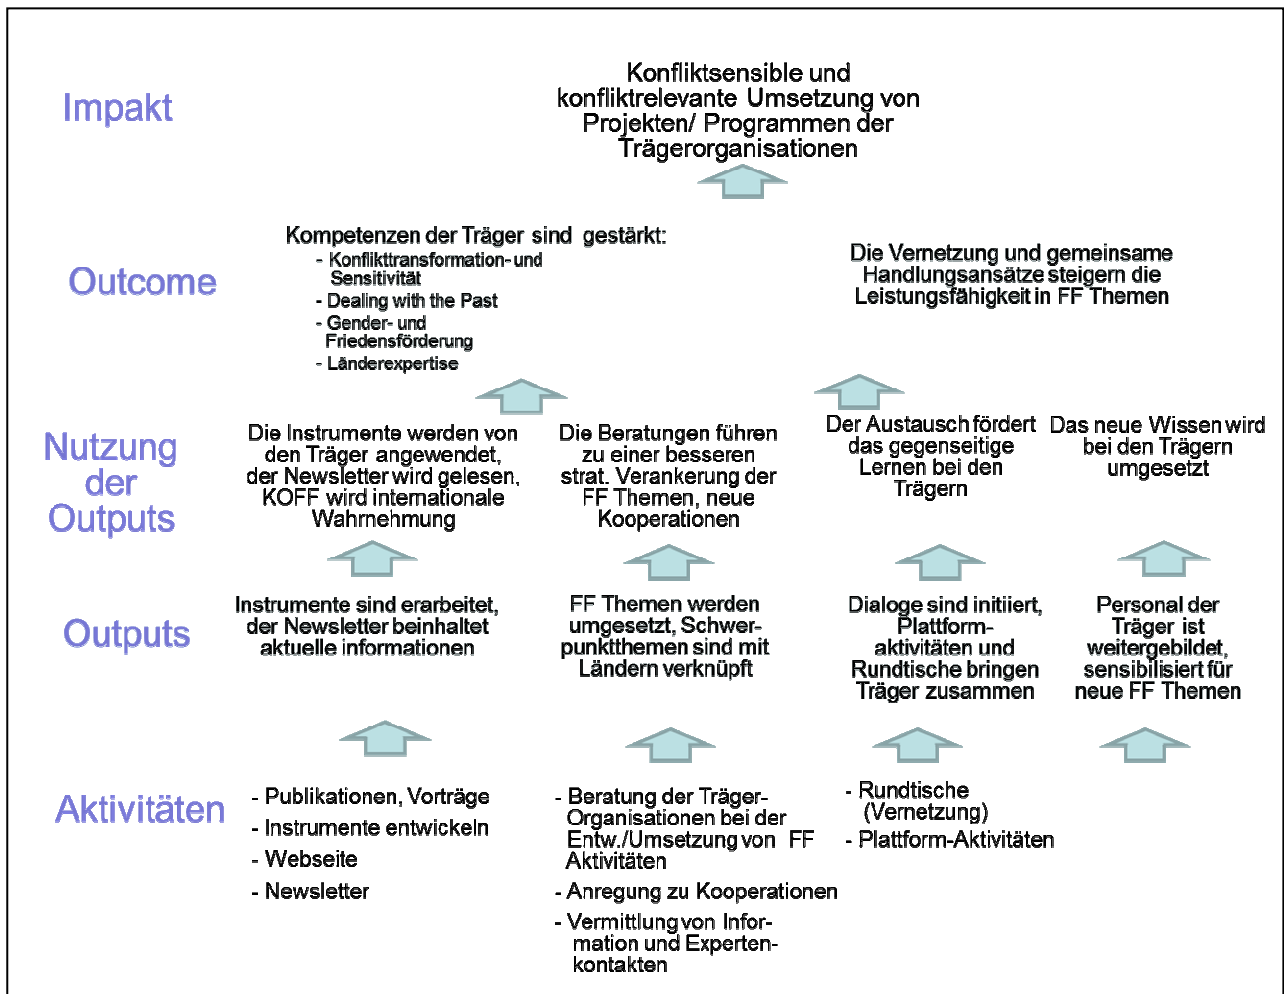 Impakt
Konfliktsensible und
konfliktrelevante Umsetzung von
Projekten/ Programmen der
Trägerorganisationen
Outcome
Kompetenzen der Träger sind gestärkt:
- Konflikttransformation- und
Sensitivität
- Dealing with the Past
- Gender- und
Friedensförderung
- Länderexpertise
Die Vernetzung und gemeinsame
Handlungsansätze steigern die
Leistungsfähigkeit in FF Themen
Nutzung
der
Outputs
Die Instrumente werden von
den Träger angewendet,
der Newsletter wird gelesen,
KOFF wird internationale
Wahrnehmung
Die Beratungen führen
zu einer besseren
strat. Verankerung der
FF Themen, neue
Kooperationen
Der Austausch fördert
das gegenseitige
Lernen bei den
Trägern
Das neue Wissen wird
bei den Trägern
umgesetzt
Outputs
Instrumente sind erarbeitet,
der Newsletter beinhaltet
aktuelle informationen
FF Themen werden
umgesetzt, Schwer-
punktthemen sind mit
Ländern verknüpft
Dialoge sind initiiert,
Plattform-
aktivitäten und
Rundtische bringen
Träger zusammen
Personal der
Träger ist
weitergebildet,
sensibilisiert für
neue FF Themen
Aktivitäten
- Publikationen, Vorträge
- Instrumente entwickeln
- Webseite
- Newsletter
- Beratung der Träger-
Organisationen bei der
Entw./Umsetzung von FF
Aktivitäten
- Anregung zu Kooperationen
- Vermittlung von Infor-
mation und Experten-
kontakten
- Rundtische
(Vernetzung)
- Plattform-Aktivitäten